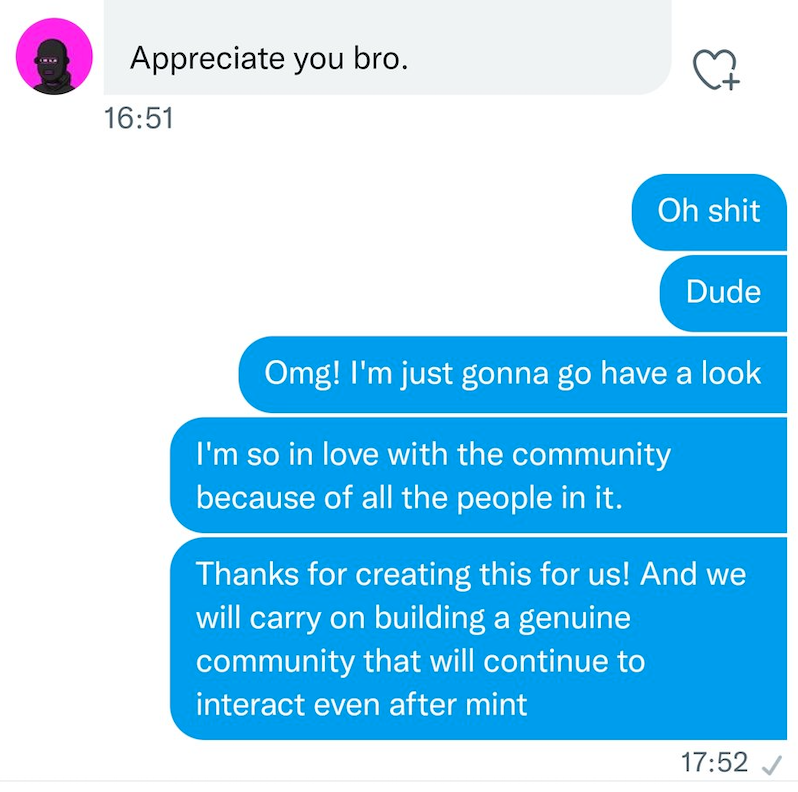 Appreciate you bro.
16:51
Oh shit
Dude
Omg! I'm just gonna go have a look
I'm so in love with the community
because of all the people in it.
Thanks for creating this for us! And we
will carry on building a genuine
community that will continue to
interact even after mint
17:52